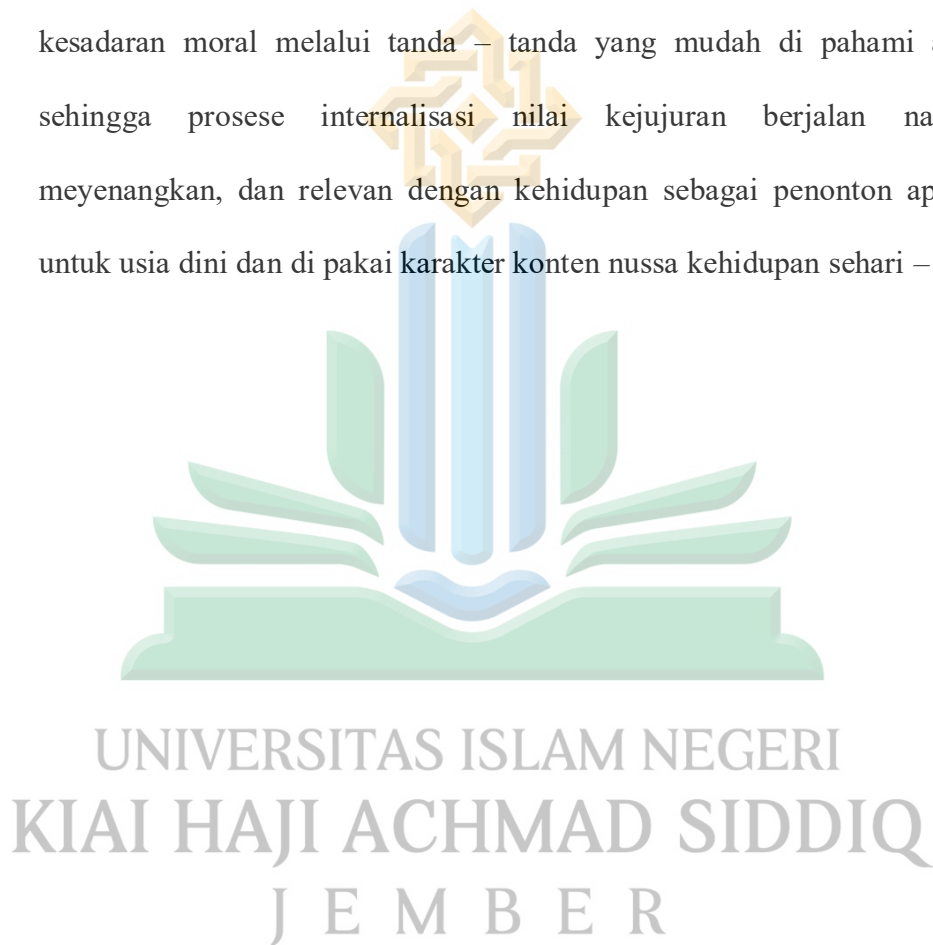 kesadaran moral melalui tanda – tanda yang mudah di pahami
sehingga prosese internalisasi nilai kejujuran berjalan
meyenangkan, dan relevan dengan kehidupan sebagai penonton
untuk usia dini dan di pakai karakter konten nussa kehidupan sehari –
UNIVERSITAS ISLAM NEGERI
KIAI HAJI ACHMAD SIDDIQ
JEMBER